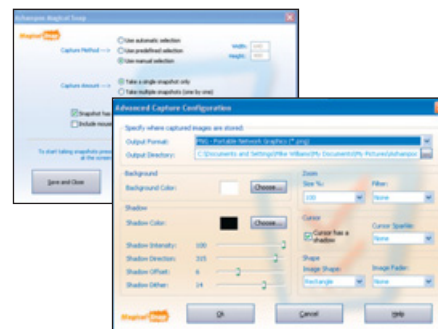 Ashampoo Magical Snap
Magical Snap
Capture Method --->
Use automatic selection
Use predefined selection
Use manual selection
Width:
Height:
Capture Amount --->
Take a single snapshot only
Take multiple snapshots (one by one)
Snapshot has
Include mouse
To start taking snapshots press
at the screen
Save and Close
Advanced Capture Configuration
Specify where captured images are stored:
Output Format:
PNG - Portable Network Graphics (*.png)
Output Directory:
C:\Documents and Settings\Mike Williams\My Documents\My Pictures\
Background
Background Color:
Choose...
Shadow
Shadow Color:
Choose...
Shadow Intensity: 100
Shadow Direction: 315
Shadow Offset: 6
Shadow Dither: 14
Zoom
Size %:
Filter:
100
None
Cursor
Cursor has a
shadow
Cursor Sparkle:
None
Shape
Image Shape:
Image Fader:
Rectangle
None
Magical Snap
Ok
Cancel
Help